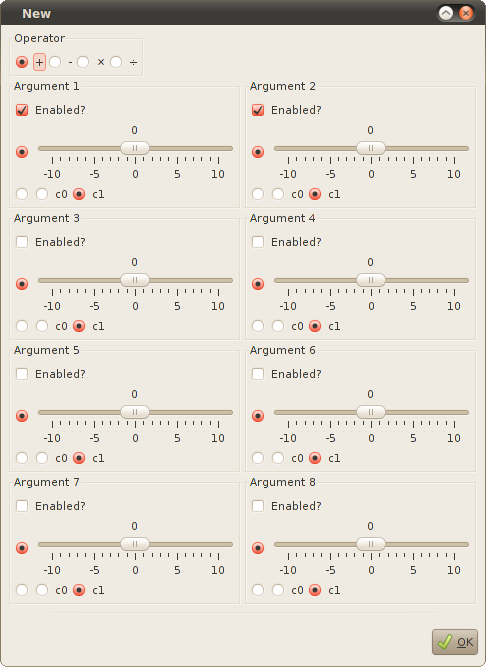 New
Operator
+ - × ÷
Argument 1 Argument 2
Enabled? Enabled?
0 0
-10 -5 0 5 10 -10 -5 0 5 10
c0 c1 c0 c1
Argument 3 Argument 4
Enabled? Enabled?
0 0
-10 -5 0 5 10 -10 -5 0 5 10
c0 c1 c0 c1
Argument 5 Argument 6
Enabled? Enabled?
0 0
-10 -5 0 5 10 -10 -5 0 5 10
c0 c1 c0 c1
Argument 7 Argument 8
Enabled? Enabled?
0 0
-10 -5 0 5 10 -10 -5 0 5 10
c0 c1 c0 c1
OK